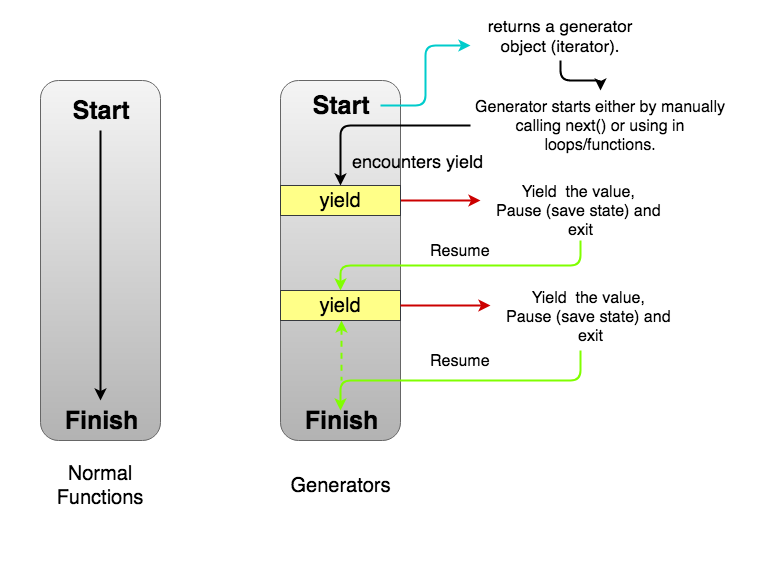 Start
Finish
Normal
Functions
returns a generator
object (iterator).
Start
Generator starts either by manually
calling next() or using in
loops/functions.
encounters yield
yield
Yield  the value,
Pause (save state) and
exit
Resume
yield
Yield  the value,
Pause (save state) and
exit
Resume
Finish
Generators